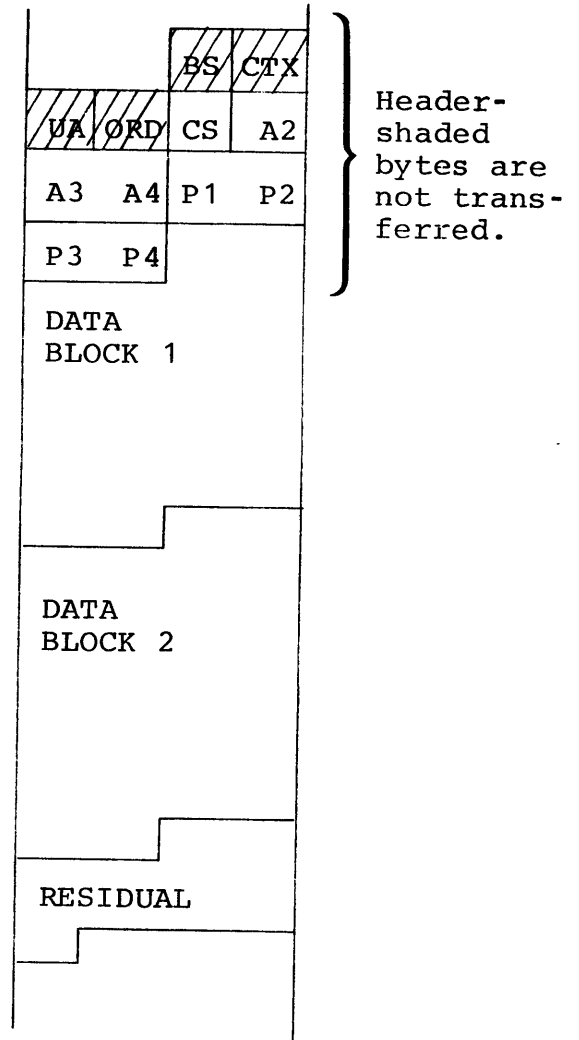 BS CTX
UA ORD CS A2
A3 A4 P1 P2
P3 P4
Header-
shaded
bytes are
not trans-
ferred.
DATA
BLOCK 1
DATA
BLOCK 2
RESIDUAL